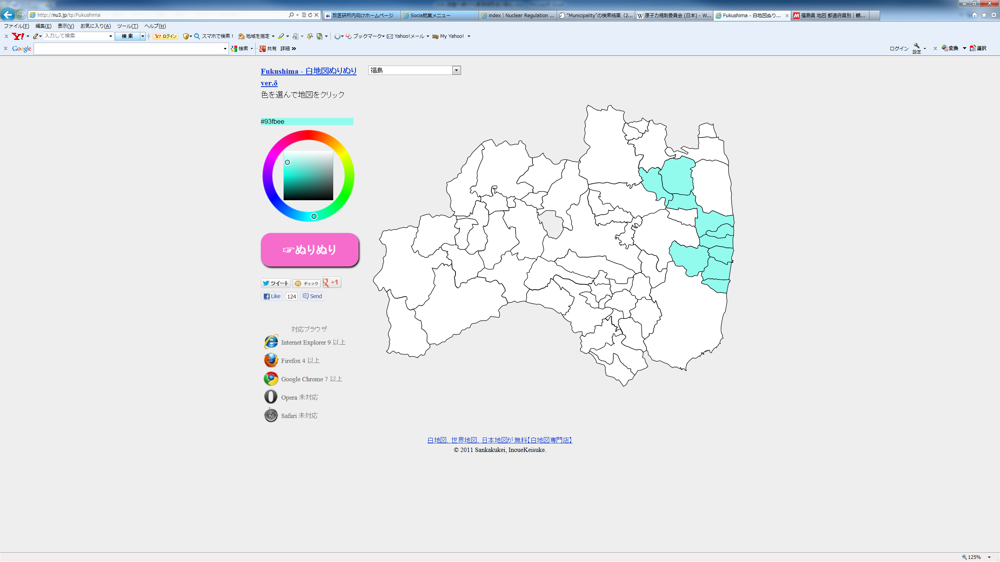 http://nu3.jp/tp/Fukushima
放医研所内向けホームページ
Socia就業メニュー
index | Nuclear Regulation ...
“Municipality”の検索結果（2...
原子力規制委員会 (日本) - W...
Fukushima - 白地図ぬり...
福島県 地図 都道府県別｜観...
ファイル(F) 編集(E) 表示(V) お気に入り(A) ツール(T) ヘルプ(H)
入力して検索 検索 ログイン スマホで検索！ 地域を指定 ブックマーク Yahoo!メール My Yahoo!
Google 検索 共有 詳細 ログイン 設定 変換 選択
Fukushima - 白地図ぬりぬり
ver.δ
福島
色を選んで地図をクリック
#93fbee
☞ぬりぬり
ツイート チェック +1
Like 124 Send
対応ブラウザ
Internet Explorer 9 以上
Firefox 4 以上
Google Chrome 7 以上
Opera 未対応
Safari 未対応
白地図、世界地図、日本地図が無料【白地図専門店】
© 2011 Sankakukei, InoueKeisuke.
125%